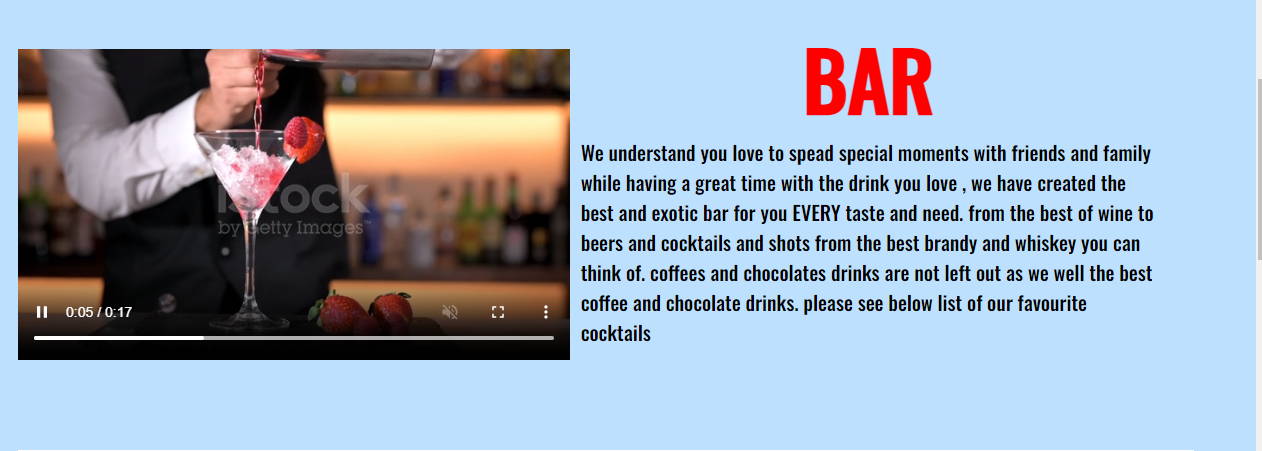 BAR
We understand you love to spead special moments with friends and family
while having a great time with the drink you love , we have created the
best and exotic bar for you EVERY taste and need. from the best of wine to
beers and cocktails and shots from the best brandy and whiskey you can
think of. coffees and chocolates drinks are not left out as we well the best
coffee and chocolate drinks. please see below list of our favourite
cocktails
iStock
by Getty Images™
0:05 / 0:17